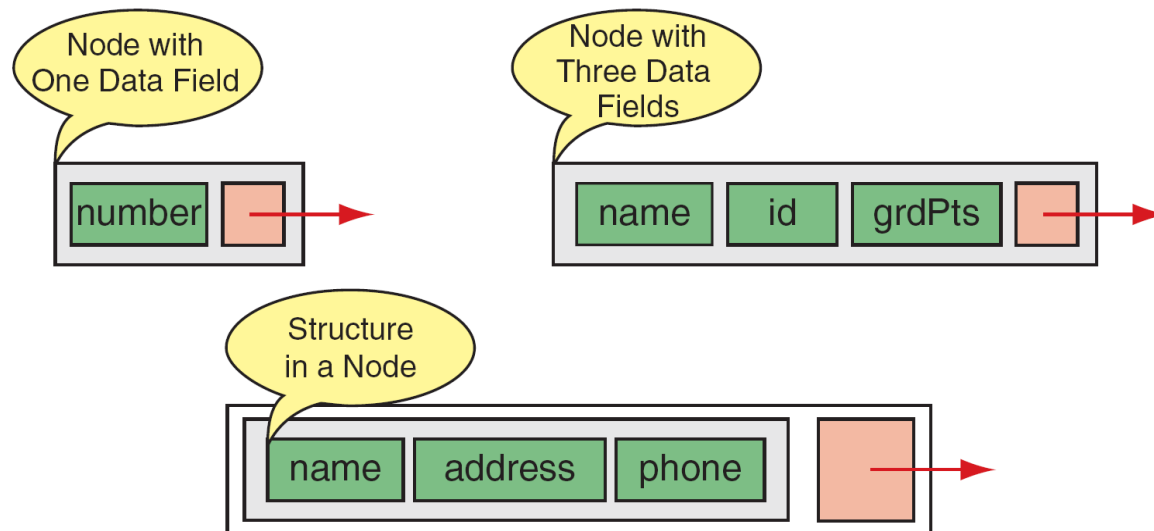 Node with
One Data Field
Node with
Three Data
Fields
number
name id grdPts
Structure
in a Node
name address phone